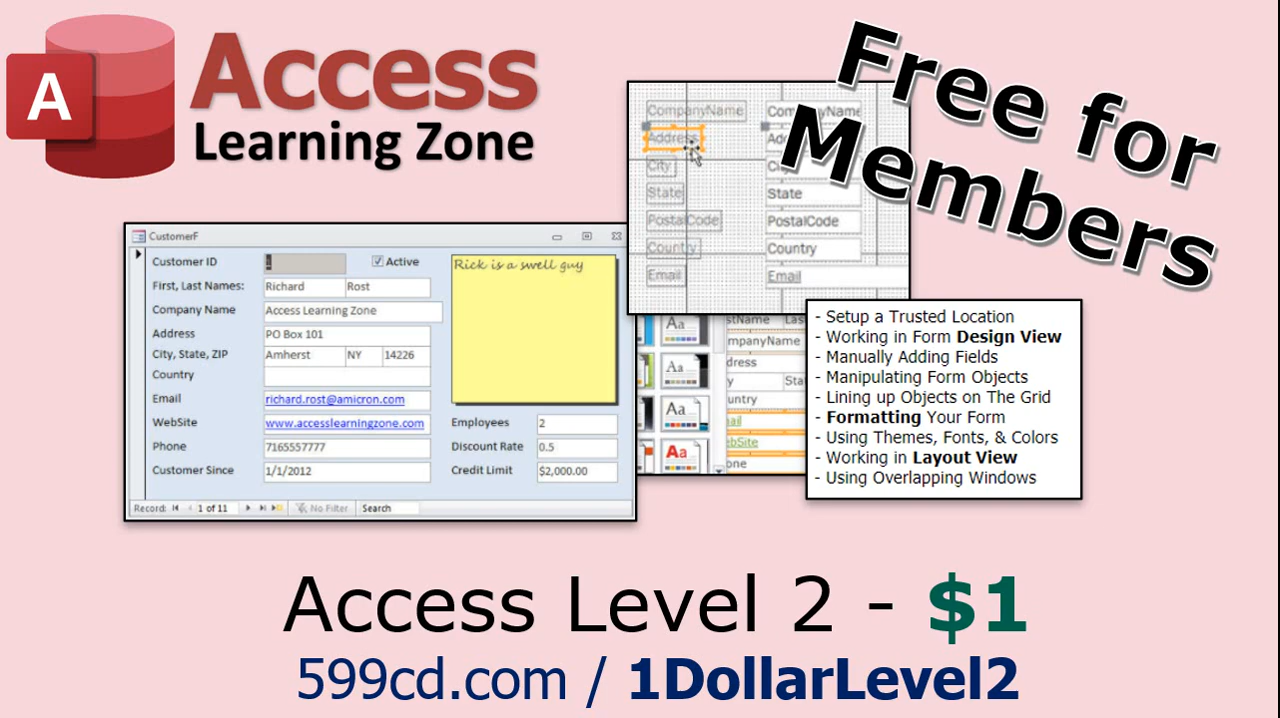 A
Access
Learning Zone
Free for
Members
CompanyName CompanyName
Address
City
State State
PostalCode PostalCode
Country Country
Email Email
CustomerF
Customer ID
Active
First, Last Names: Richard Rost
Company Name Access Learning Zone
Address PO Box 101
City, State, ZIP Amherst NY 14226
Country
Email richard.rost@amicron.com
WebSite www.accesslearningzone.com
Phone 7165557777
Customer Since 1/1/2012
Rick is a swell guy
Employees 2
Discount Rate 0.5
Credit Limit $2,000.00
Record: 1 of 11 No Filter Search
Aa
Aa
Aa
Aa
- Setup a Trusted Location
- Working in Form Design View
- Manually Adding Fields
- Manipulating Form Objects
- Lining up Objects on The Grid
- Formatting Your Form
- Using Themes, Fonts, & Colors
- Working in Layout View
- Using Overlapping Windows
Access Level 2 - $1
599cd.com / 1DollarLevel2